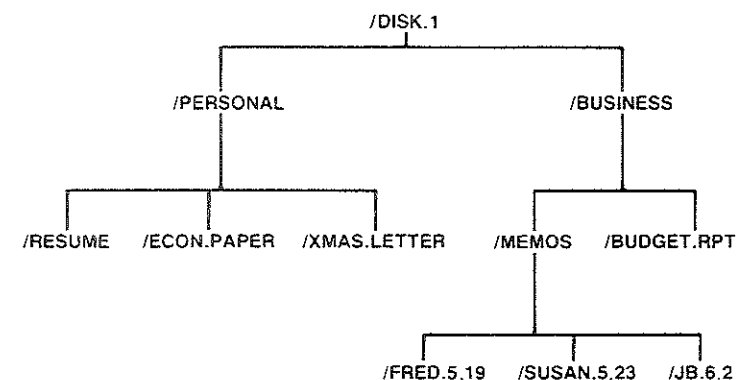 /DISK.1
/PERSONAL /BUSINESS
/RESUME /ECON.PAPER /XMAS.LETTER /MEMOS /BUDGET.RPT
/FRED.5.19 /SUSAN.5.23 /JB.6.2